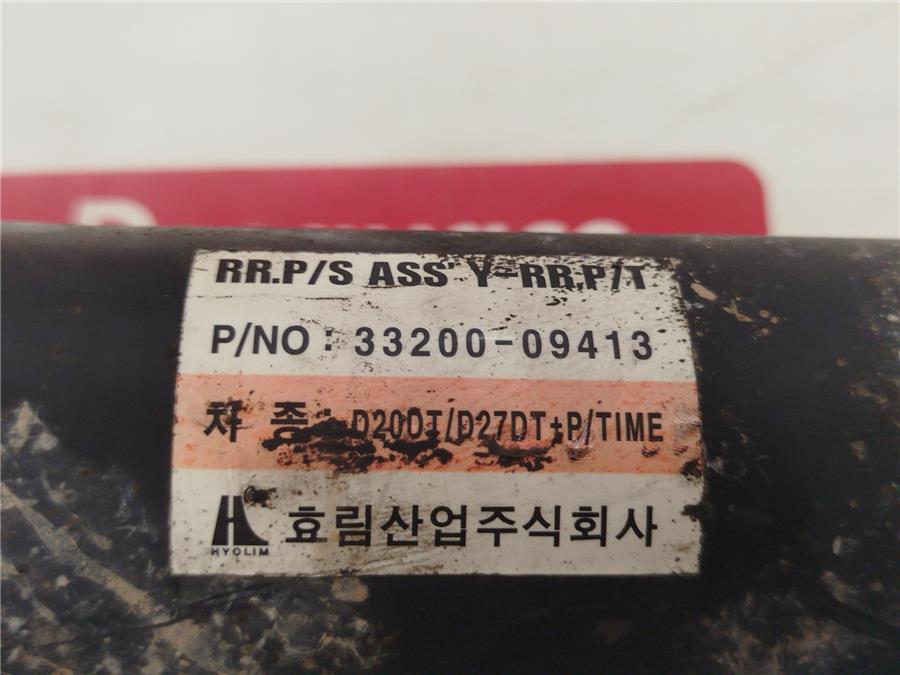 RR.P/S ASS'Y-RR.P/T
P/NO : 33200-09413
차 종 : D20DT/D27DT+P/TIME
HYOLIM
효림산업주식회사